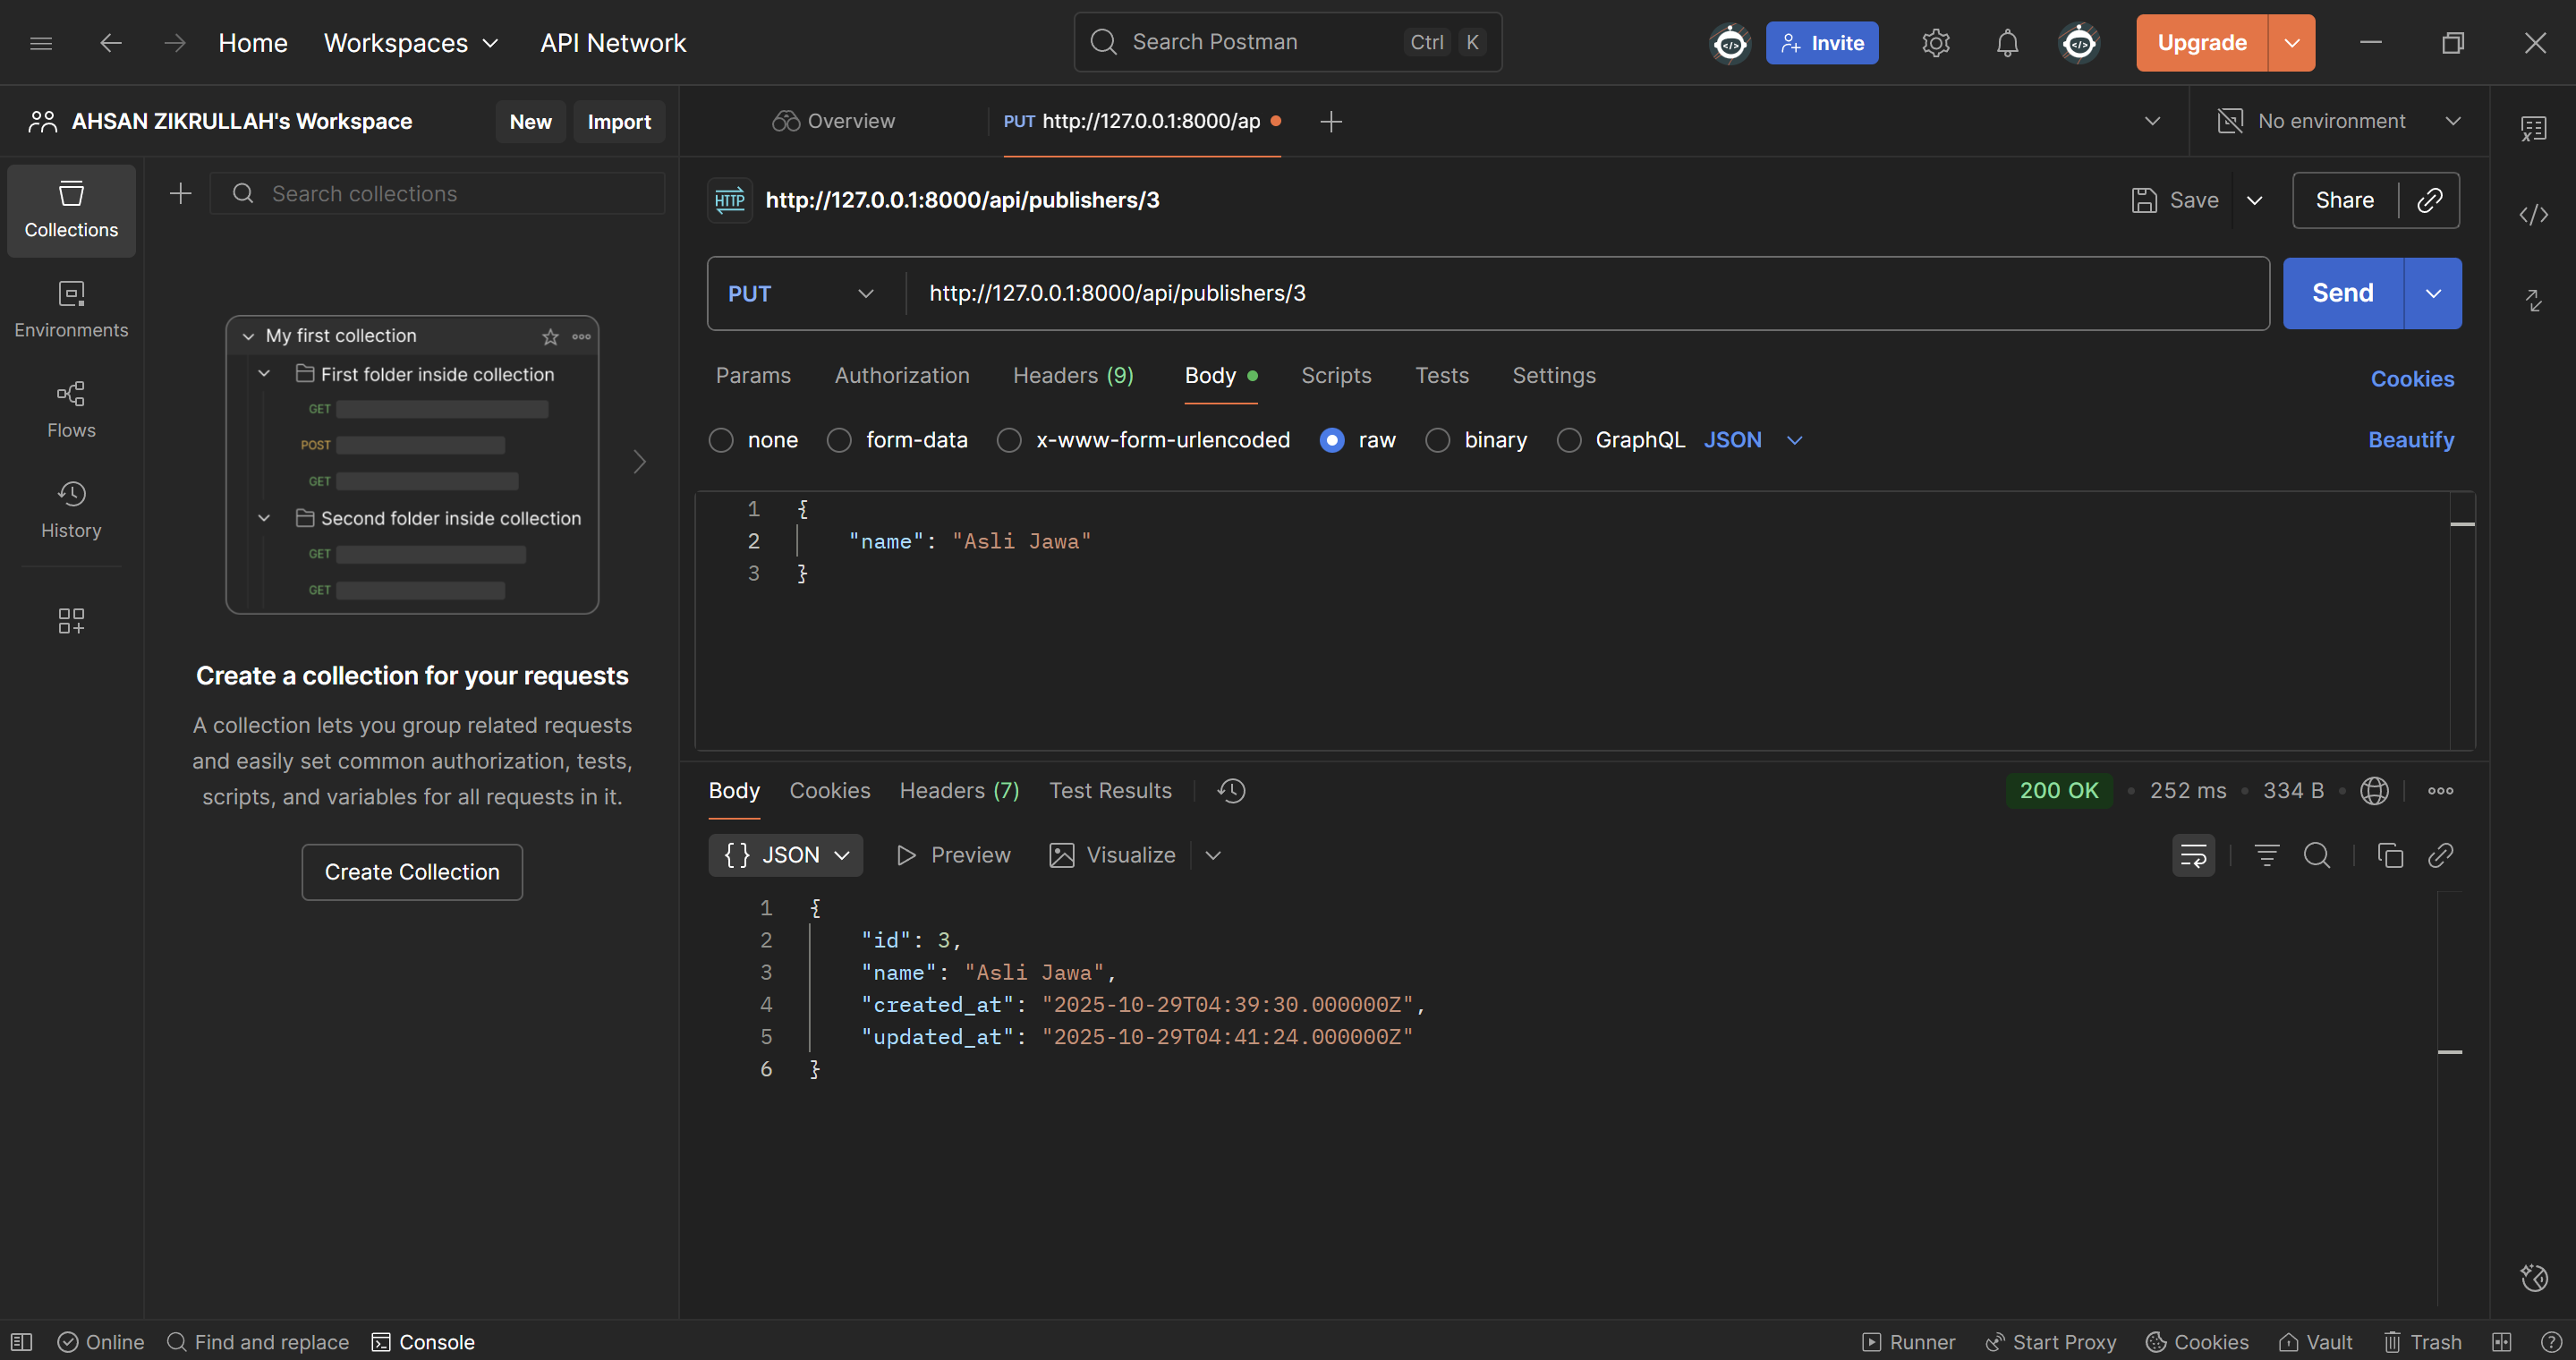 Home Workspaces API Network Search Postman Ctrl K Invite Upgrade
AHSAN ZIKRULLAH's Workspace New Import Overview PUT http://127.0.0.1:8000/ap No environment
Collections
Environments
Flows
History
Search collections
My first collection
First folder inside collection
GET
POST
GET
Second folder inside collection
GET
GET
Create a collection for your requests
A collection lets you group related requests
and easily set common authorization, tests,
scripts, and variables for all requests in it.
Create Collection
HTTP http://127.0.0.1:8000/api/publishers/3 Save Share
PUT http://127.0.0.1:8000/api/publishers/3 Send
Params Authorization Headers (9) Body Scripts Tests Settings Cookies
none form-data x-www-form-urlencoded raw binary GraphQL JSON Beautify
1 {
2 "name": "Asli Jawa"
3 }
Body Cookies Headers (7) Test Results 200 OK • 252 ms • 334 B •
{} JSON Preview Visualize
1 {
2 "id": 3,
3 "name": "Asli Jawa",
4 "created_at": "2025-10-29T04:39:30.000000Z",
5 "updated_at": "2025-10-29T04:41:24.000000Z"
6 }
Online Find and replace Console Runner Start Proxy Cookies Vault Trash